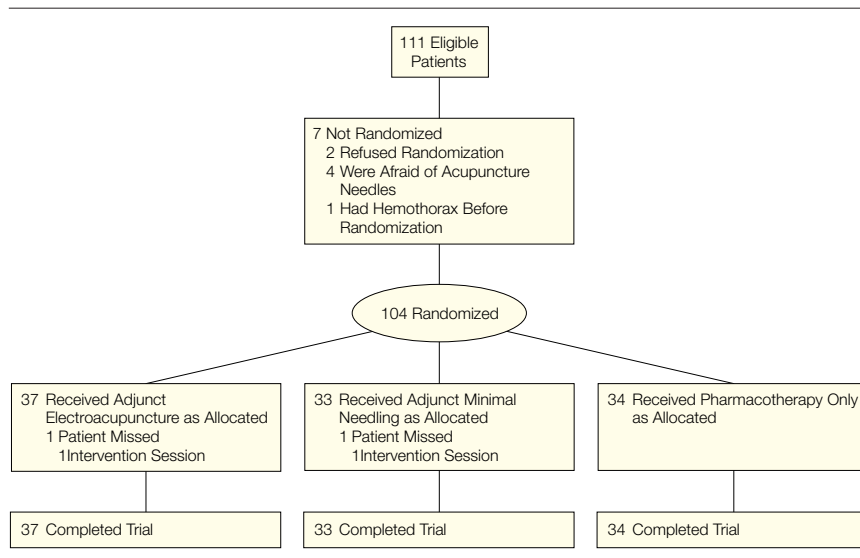 111 Eligible
Patients
7 Not Randomized
2 Refused Randomization
4 Were Afraid of Acupuncture
Needles
1 Had Hemothorax Before
Randomization
104 Randomized
37 Received Adjunct
Electroacupuncture as Allocated
1 Patient Missed
1Intervention Session
33 Received Adjunct Minimal
Needling as Allocated
1 Patient Missed
1Intervention Session
34 Received Pharmacotherapy Only
as Allocated
37 Completed Trial
33 Completed Trial
34 Completed Trial